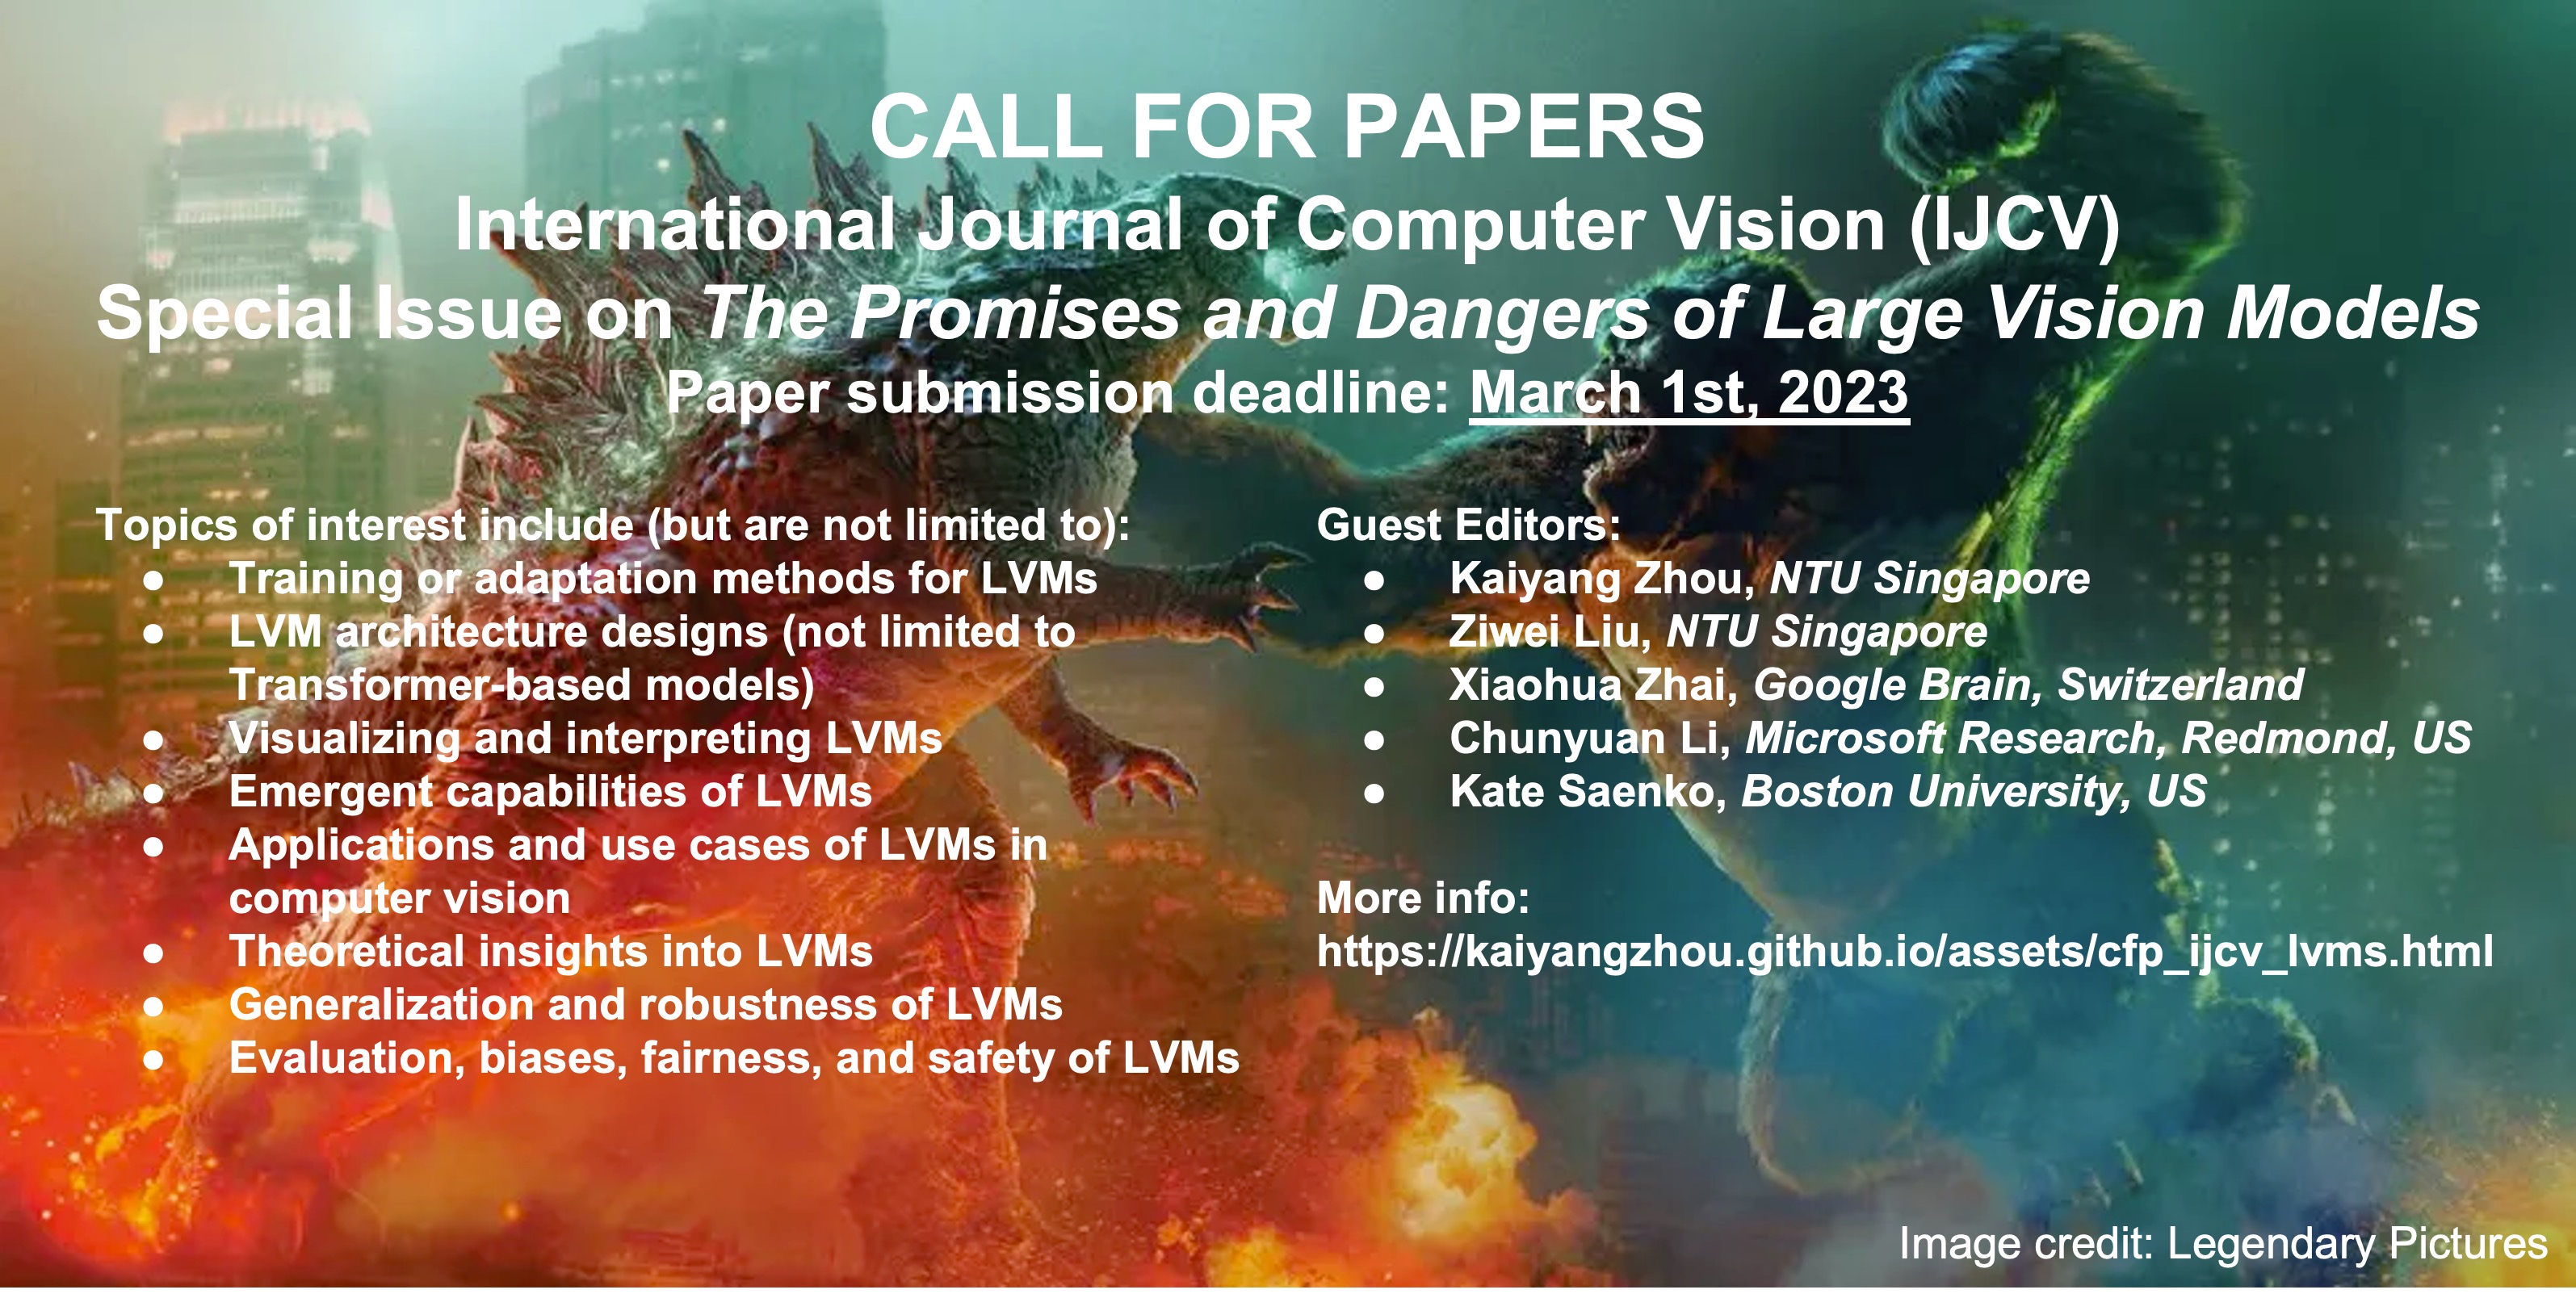 CALL FOR PAPERS
International Journal of Computer Vision (IJCV)
Special Issue on The Promises and Dangers of Large Vision Models
Paper submission deadline: March 1st, 2023
Topics of interest include (but are not limited to):
● Training or adaptation methods for LVMs
● LVM architecture designs (not limited to
Transformer-based models)
● Visualizing and interpreting LVMs
● Emergent capabilities of LVMs
● Applications and use cases of LVMs in
computer vision
● Theoretical insights into LVMs
● Generalization and robustness of LVMs
● Evaluation, biases, fairness, and safety of LVMs
Guest Editors:
● Kaiyang Zhou, NTU Singapore
● Ziwei Liu, NTU Singapore
● Xiaohua Zhai, Google Brain, Switzerland
● Chunyuan Li, Microsoft Research, Redmond, US
● Kate Saenko, Boston University, US
More info:
https://kaiyangzhou.github.io/assets/cfp_ijcv_lvms.html
Image credit: Legendary Pictures